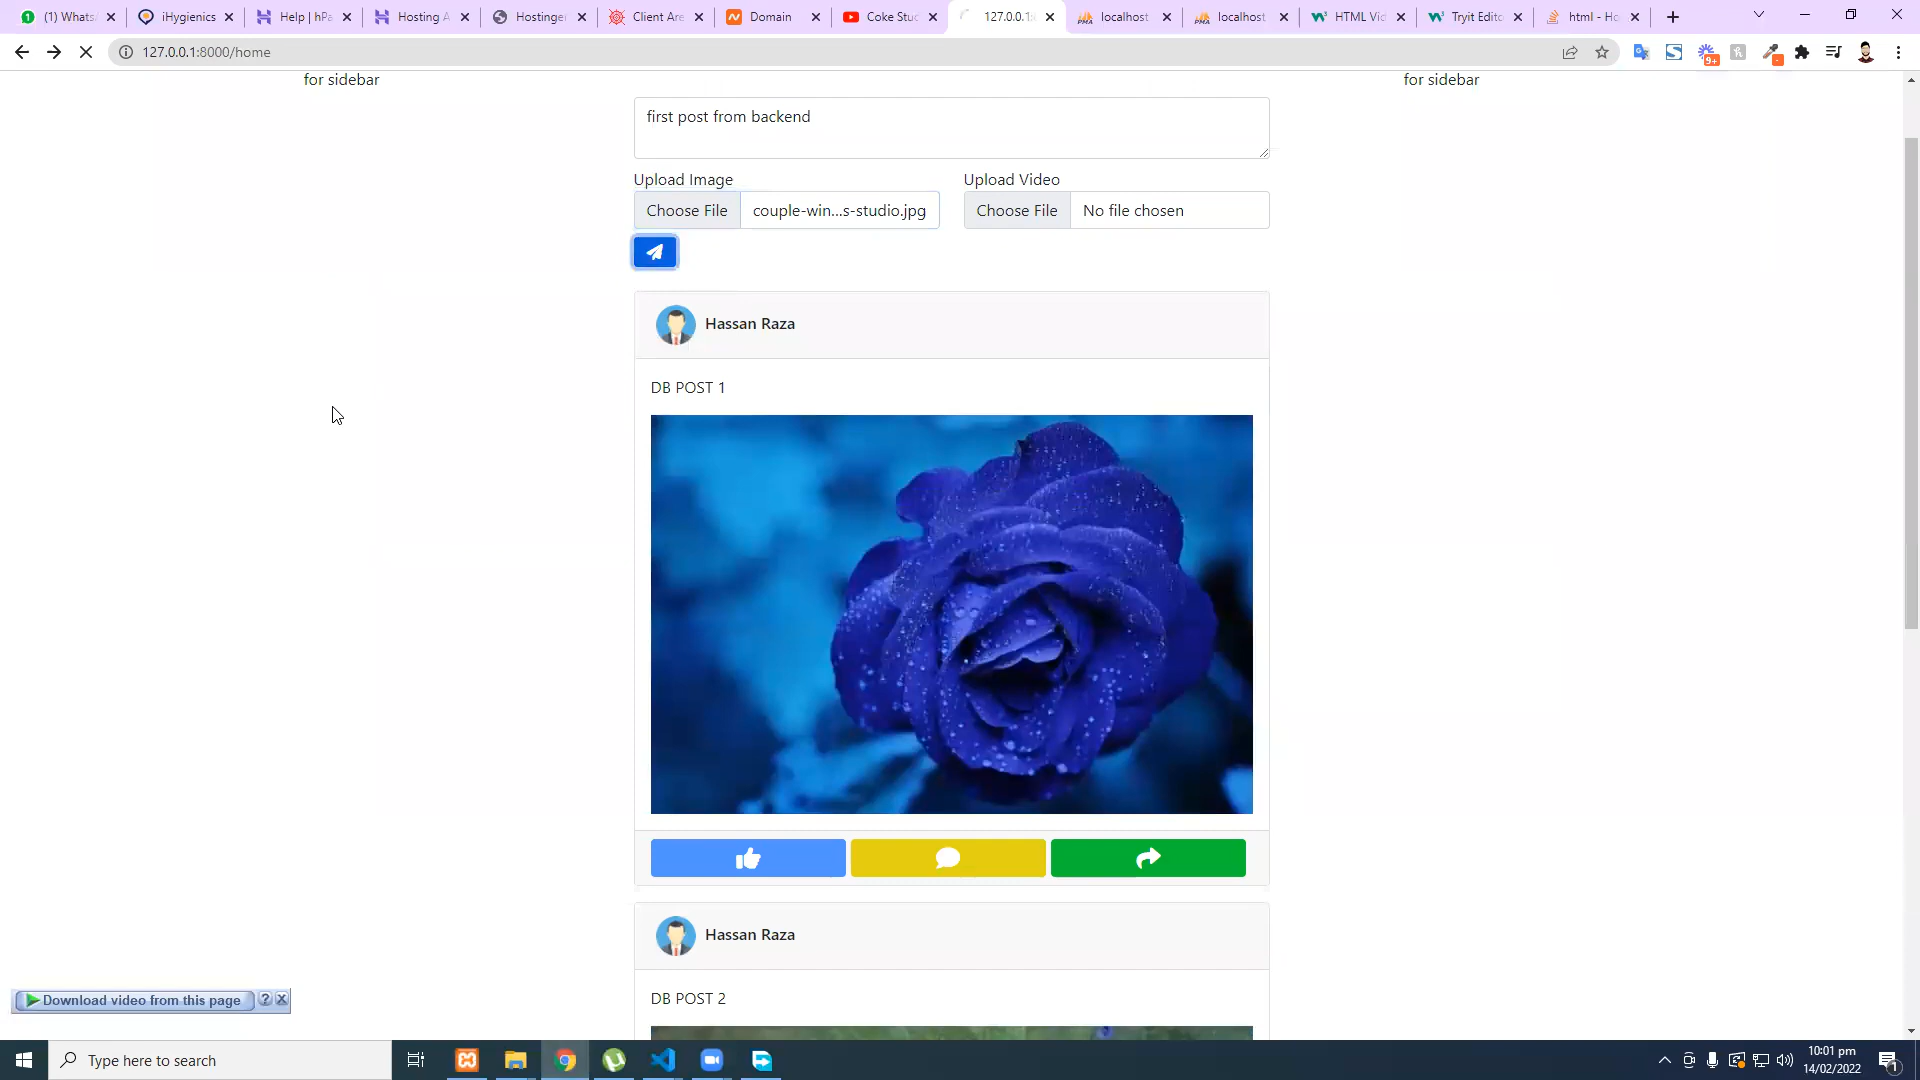 (1) Whats
iHygienics
Help | hPa
Hosting A
Hostinge
Client Are
Domain
Coke Stu
127.0.0.1:
localhost
localhost
HTML Vid
Tryit Edito
html - Ho
127.0.0.1:8000/home
9+
for sidebar
for sidebar
first post from backend
Upload Image
Upload Video
Choose File
couple-win...s-studio.jpg
Choose File
No file chosen
Hassan Raza
DB POST 1
Hassan Raza
DB POST 2
Download video from this page
Type here to search
10:01 pm
14/02/2022